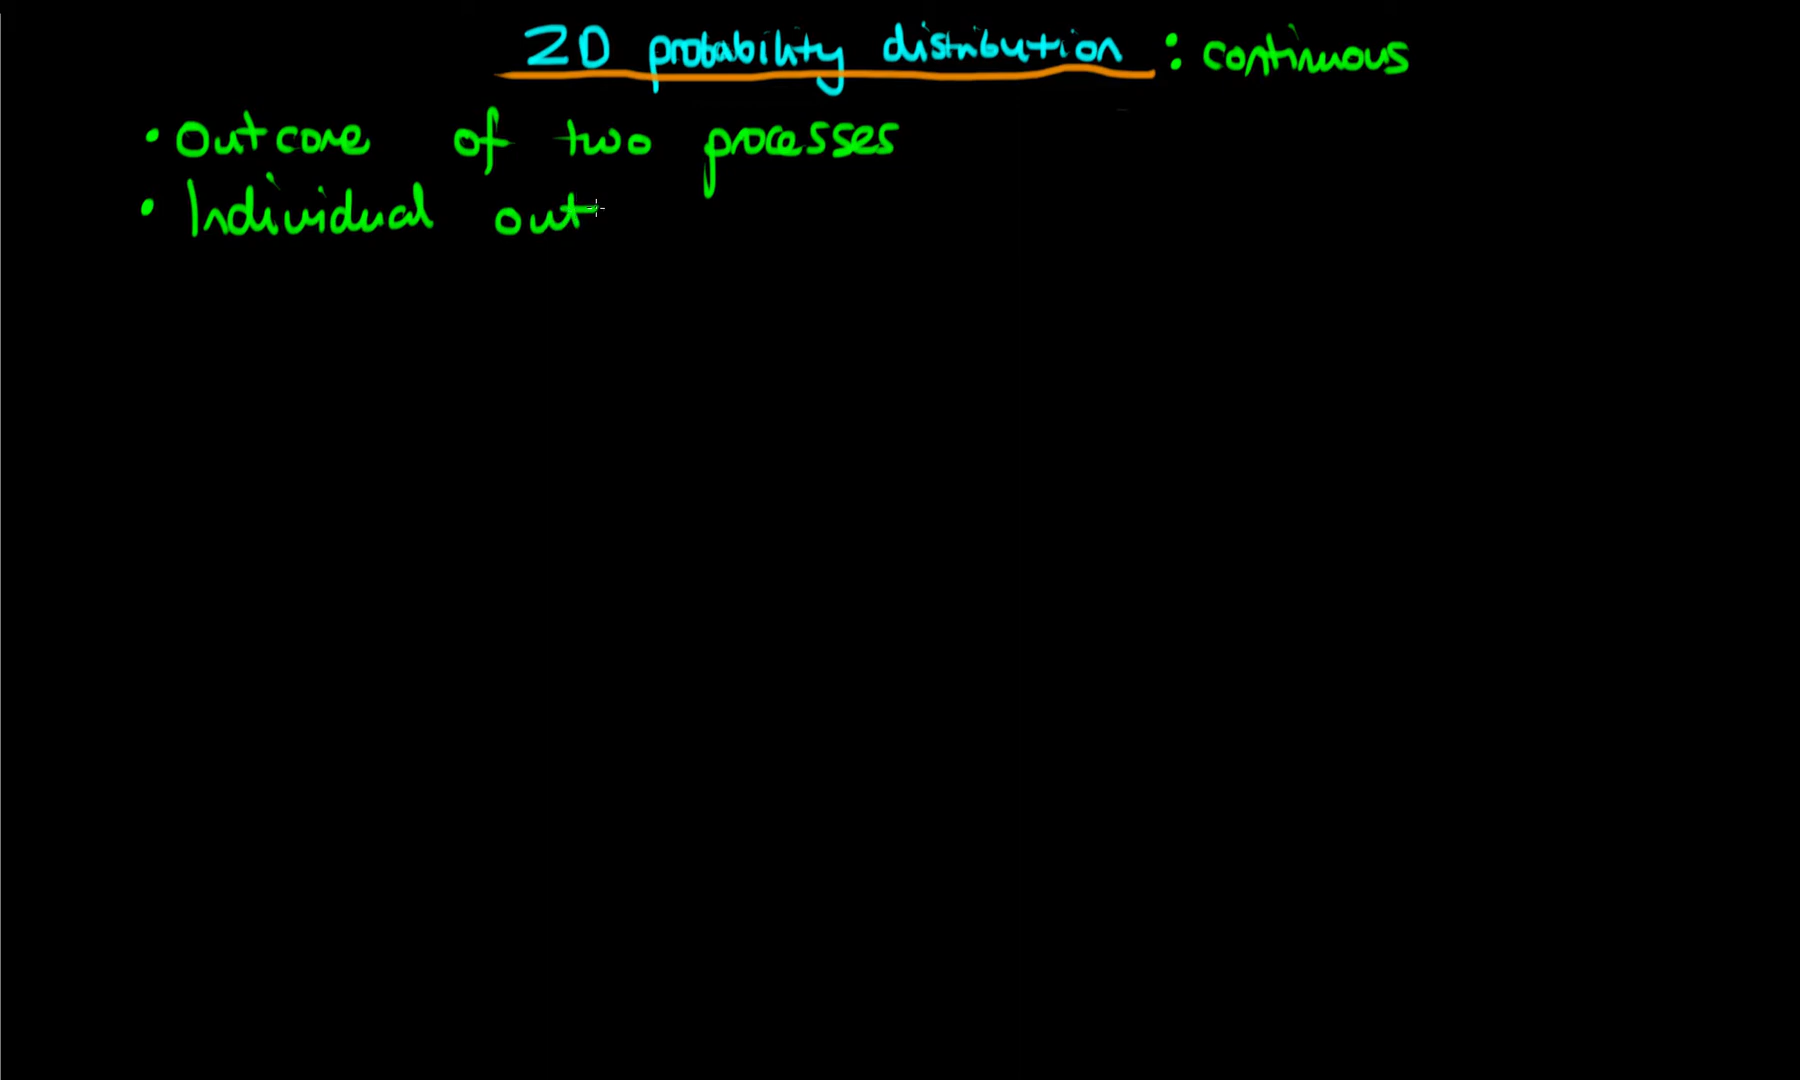 2D probability distribution : continuous
• Outcome of two processes
• Individual out